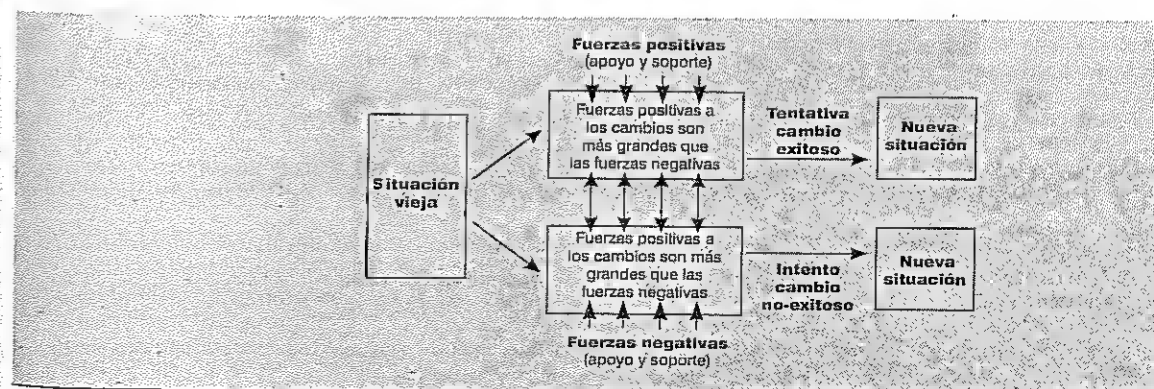 Fuerzas positivas
(apoyo y soporte)
Fuerzas positivas a
los cambios son
más grandes que
las fuerzas negativas
Tentativa
cambio
exitoso
Nueva
situación
Situación
vieja
Fuerzas positivas a
los cambios son más
grandes que las
fuerzas negativas
Intento
cambio
no-exitoso
Nueva
situación
Fuerzas negativas
(apoyo y soporte)